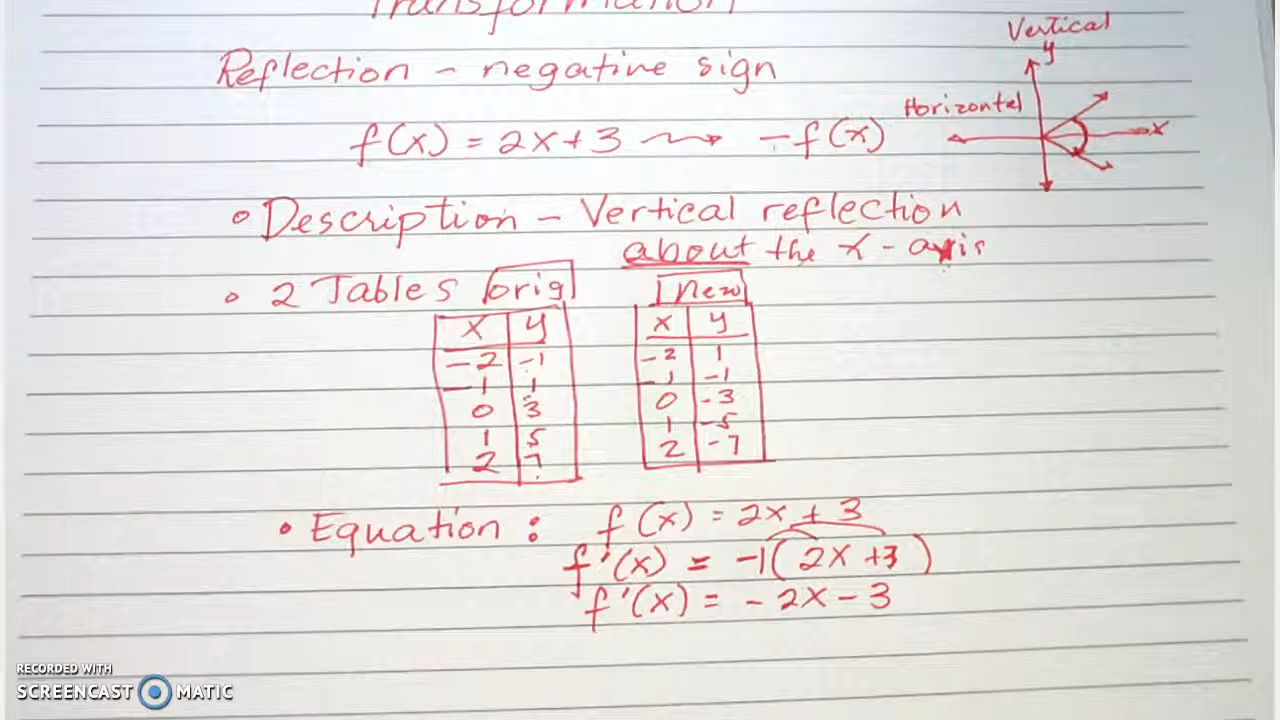 Transformation
Vertical
y
Reflection - negative sign
Horizontal
x
f(x) = 2x+3 → -f(x)
• Description - Vertical reflection
about the x-axis
• 2 Tables orig new
x y x y
-2 -1 -2 1
-1 1 -1 -1
0 3 0 -3
1 5 1 -5
2 7 2 -7
• Equation : f(x) = 2x + 3
f'(x) = -1(2x+3)
f'(x) = -2x-3
RECORDED WITH
SCREENCAST MATIC